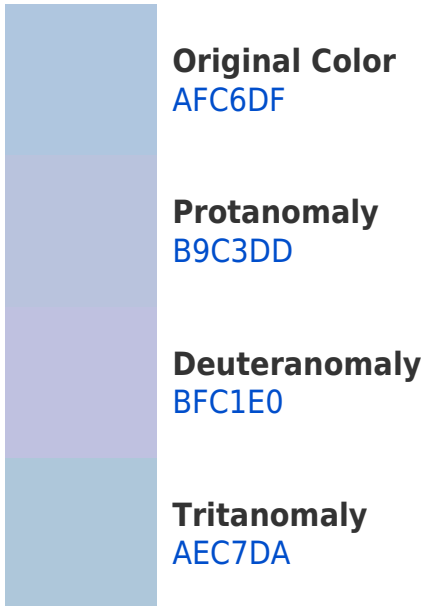 Original Color
AFC6DF
Protanomaly
B9C3DD
Deuteranomaly
BFC1E0
Tritanomaly
AEC7DA